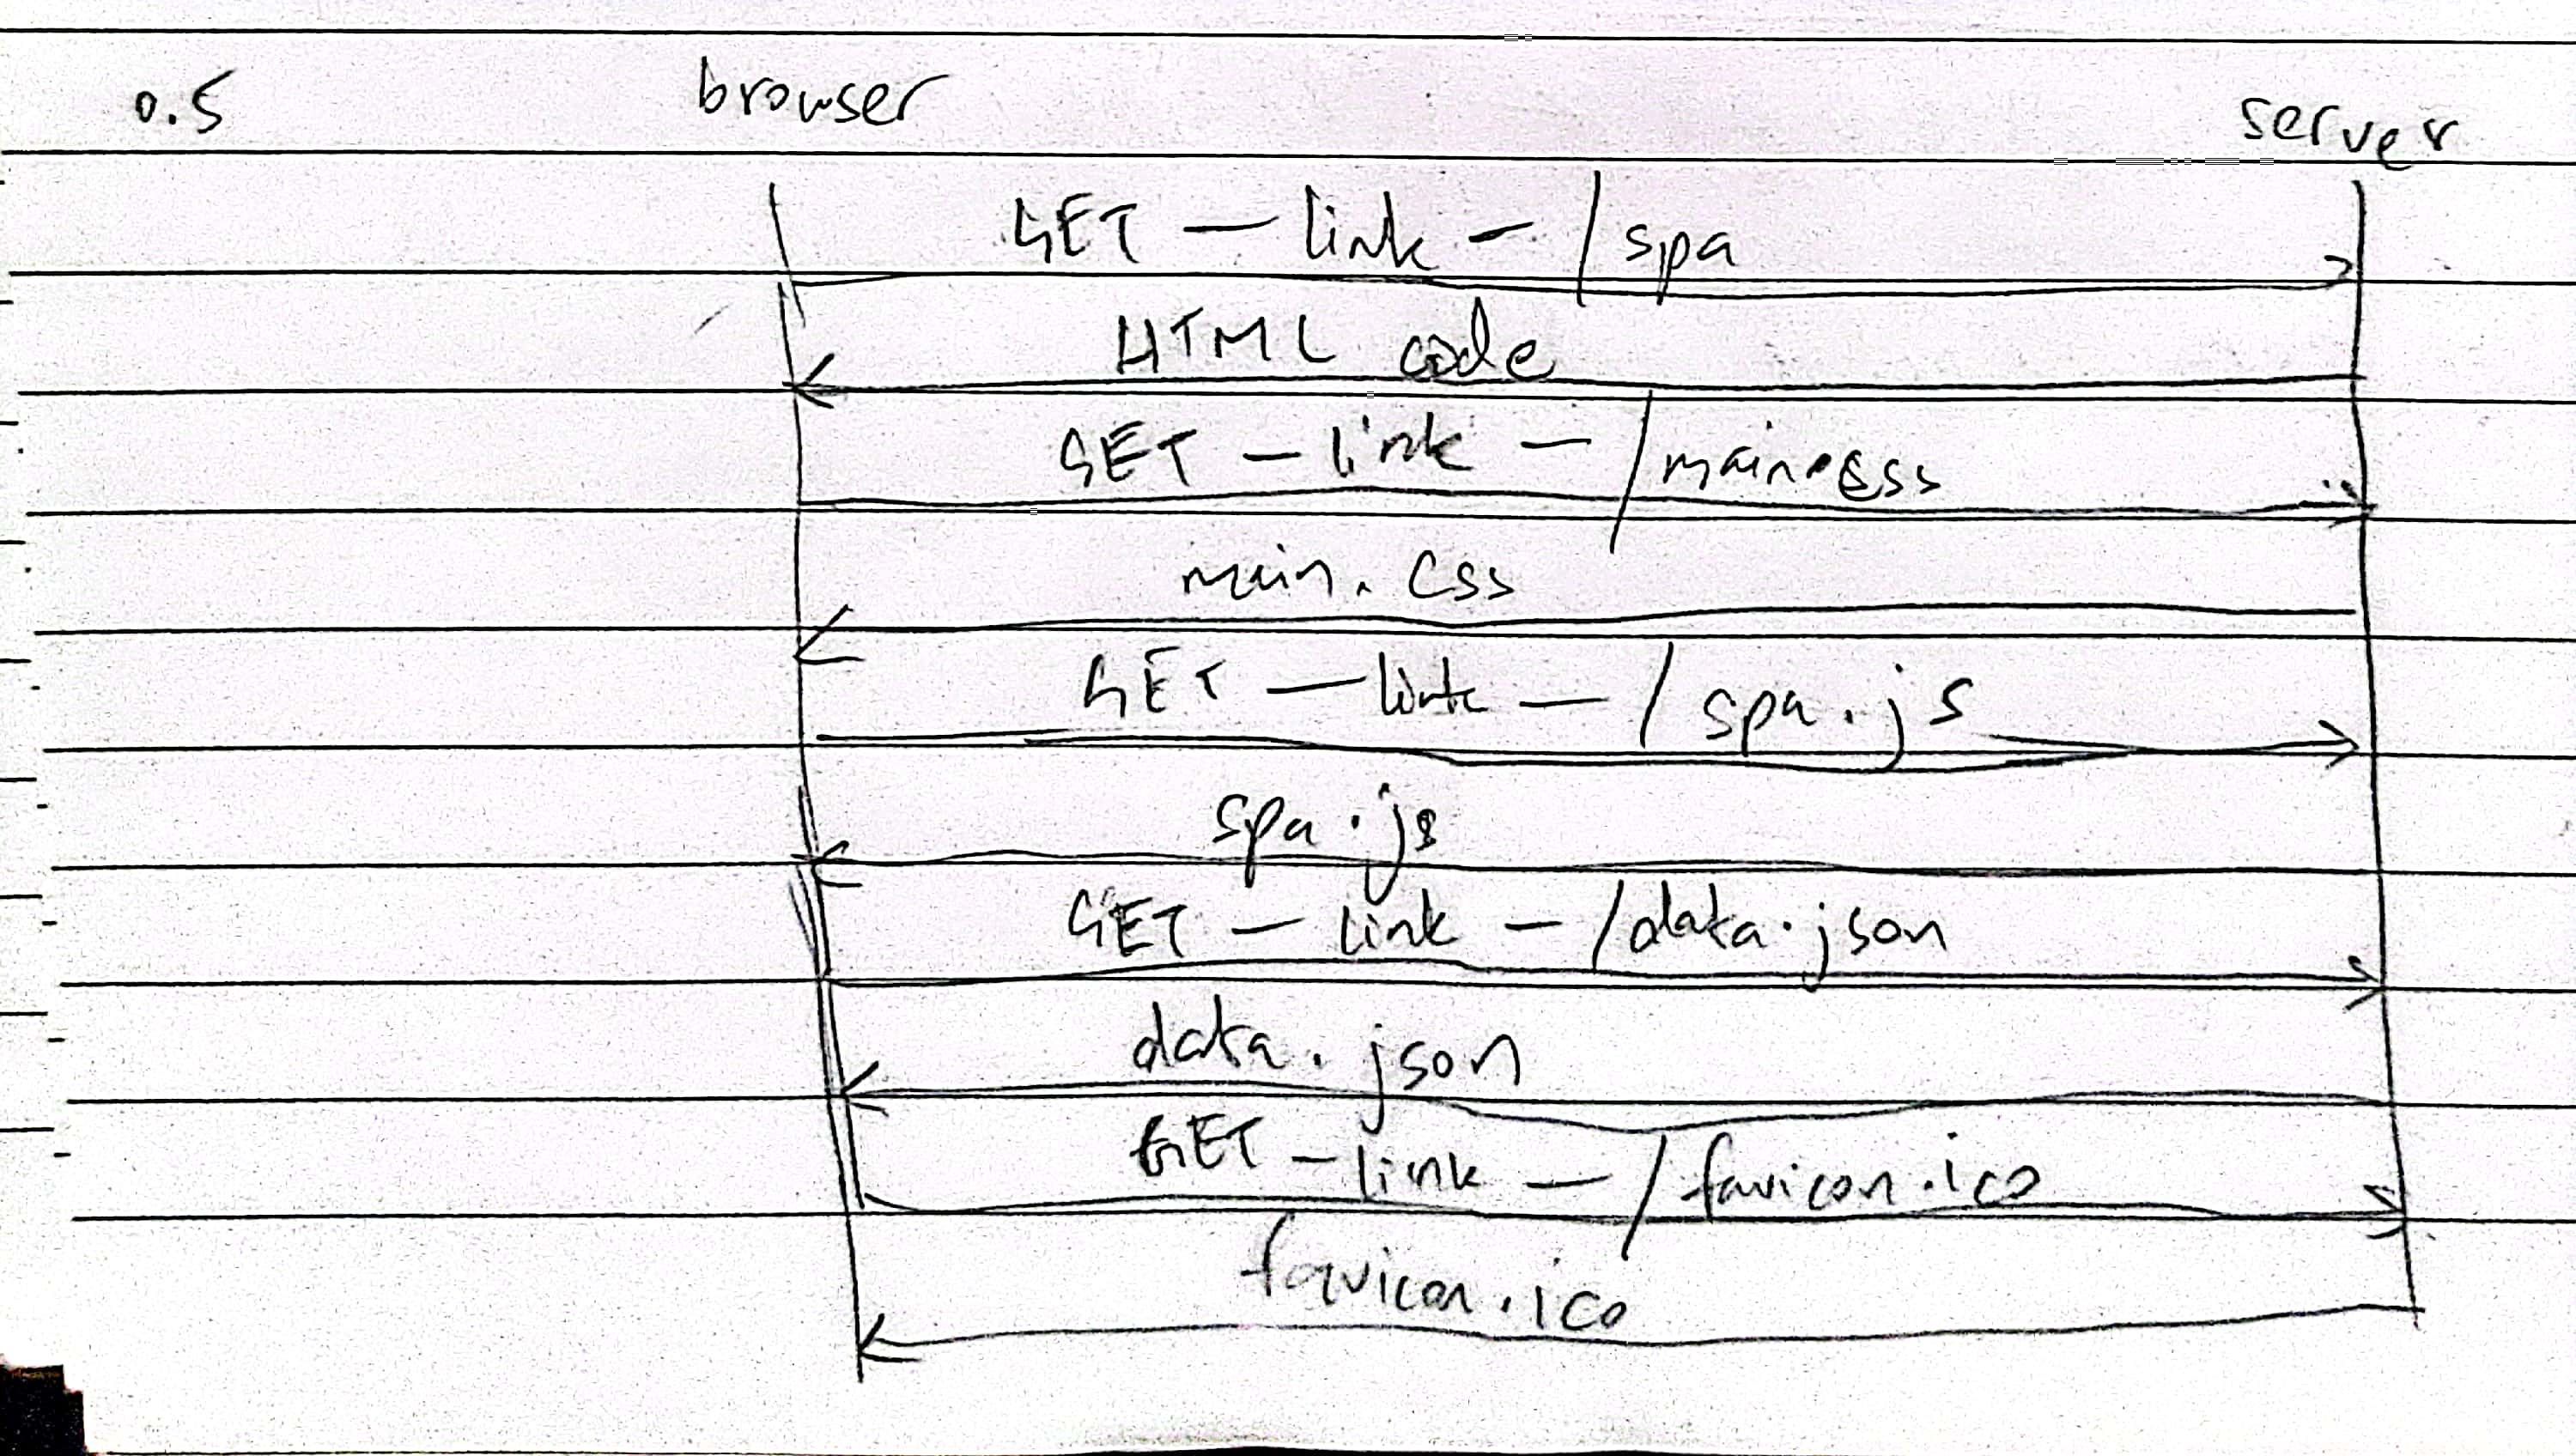 0.5 browser server
GET - link - /spa
HTML code
GET - link - /main.css
main.css
GET - link - /spa.js
spa.js
GET - link - /data.json
data.json
GET - link - /favicon.ico
favicon.ico